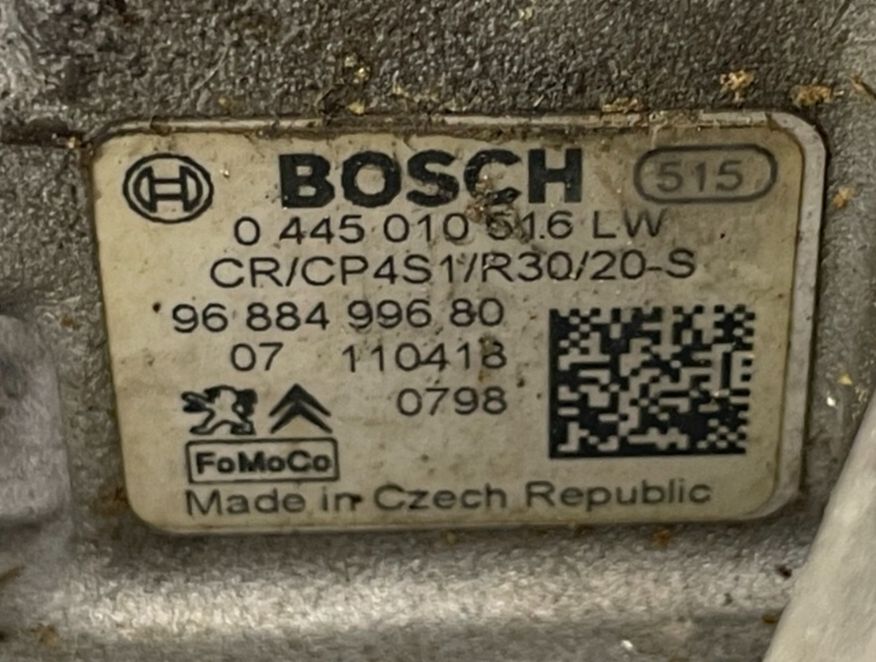 BOSCH 515
0 445 010 516 LW
CR/CP4S1/R30/20-S
96 884 996 80
07 110418
0798
FoMoCo
Made in Czech Republic